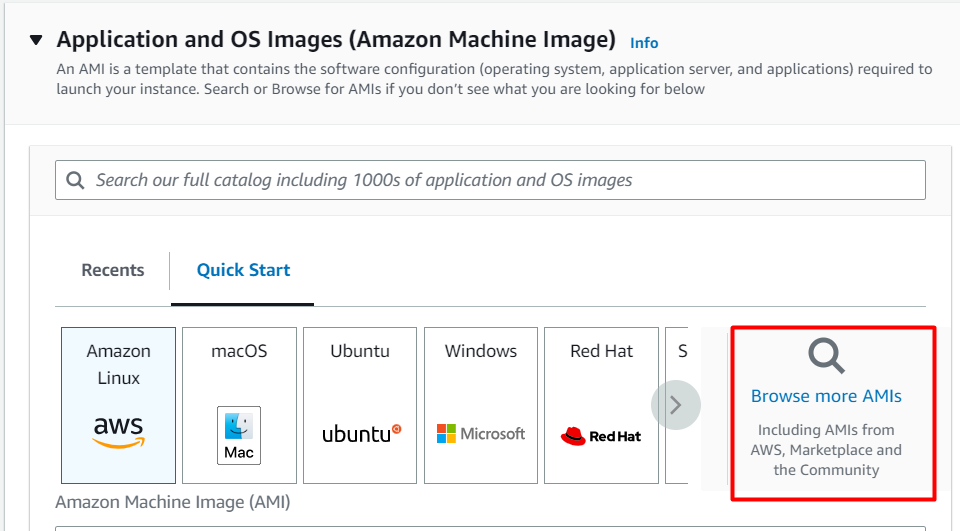 Application and OS Images (Amazon Machine Image) Info
An AMI is a template that contains the software configuration (operating system, application server, and applications) required to
launch your instance. Search or Browse for AMIs if you don’t see what you are looking for below
Search our full catalog including 1000s of application and OS images
Recents
Quick Start
Amazon
Linux
aws
macOS
Mac
Ubuntu
ubuntu
Windows
Microsoft
Red Hat
Red Hat
S
Browse more AMIs
Including AMIs from
AWS, Marketplace and
the Community
Amazon Machine Image (AMI)